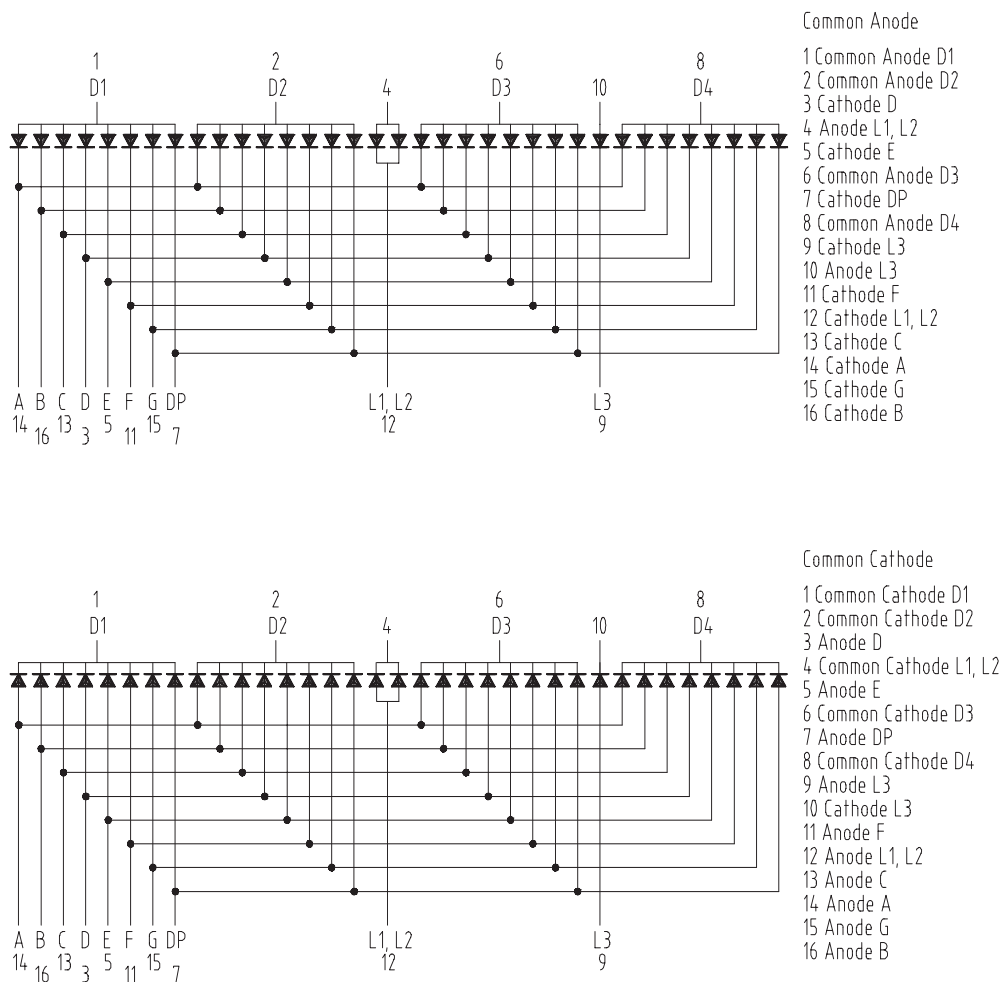 Common Anode
1 2 6 8
D1 D2 4 D3 10 D4
1 Common Anode D1
2 Common Anode D2
3 Cathode D
4 Anode L1, L2
5 Cathode E
6 Common Anode D3
7 Cathode DP
8 Common Anode D4
9 Cathode L3
10 Anode L3
11 Cathode F
12 Cathode L1, L2
13 Cathode C
14 Cathode A
15 Cathode G
16 Cathode B
A B C D E F G DP L1, L2 L3
14 13 5 15 12 9
16 3 11 7
Common Cathode
1 2 6 8
D1 D2 4 D3 10 D4
1 Common Cathode D1
2 Common Cathode D2
3 Anode D
4 Common Cathode L1, L2
5 Anode E
6 Common Cathode D3
7 Anode DP
8 Common Cathode D4
9 Anode L3
10 Cathode L3
11 Anode F
12 Anode L1, L2
13 Anode C
14 Anode A
15 Anode G
16 Anode B
A B C D E F G DP L1, L2 L3
14 13 5 15 12 9
16 3 11 7